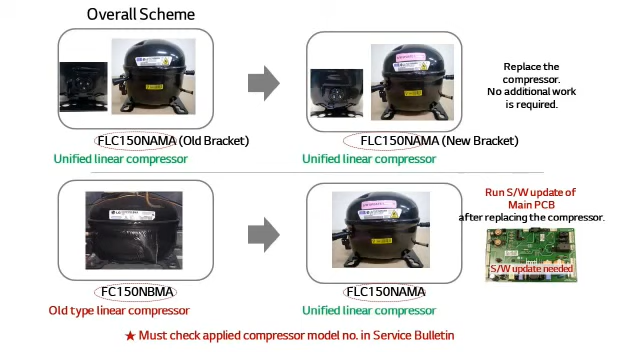 Overall Scheme
Replace the
compressor.
No additional work
is required.
FLC150NAMA (Old Bracket)
FLC150NAMA (New Bracket)
Unified linear compressor
Unified linear compressor
Run S/W update of
Main PCB
after replacing the compressor.
LG
S/W update needed
FC150NBMA
FLC150NAMA
Old type linear compressor
Unified linear compressor
★ Must check applied compressor model no. in Service Bulletin